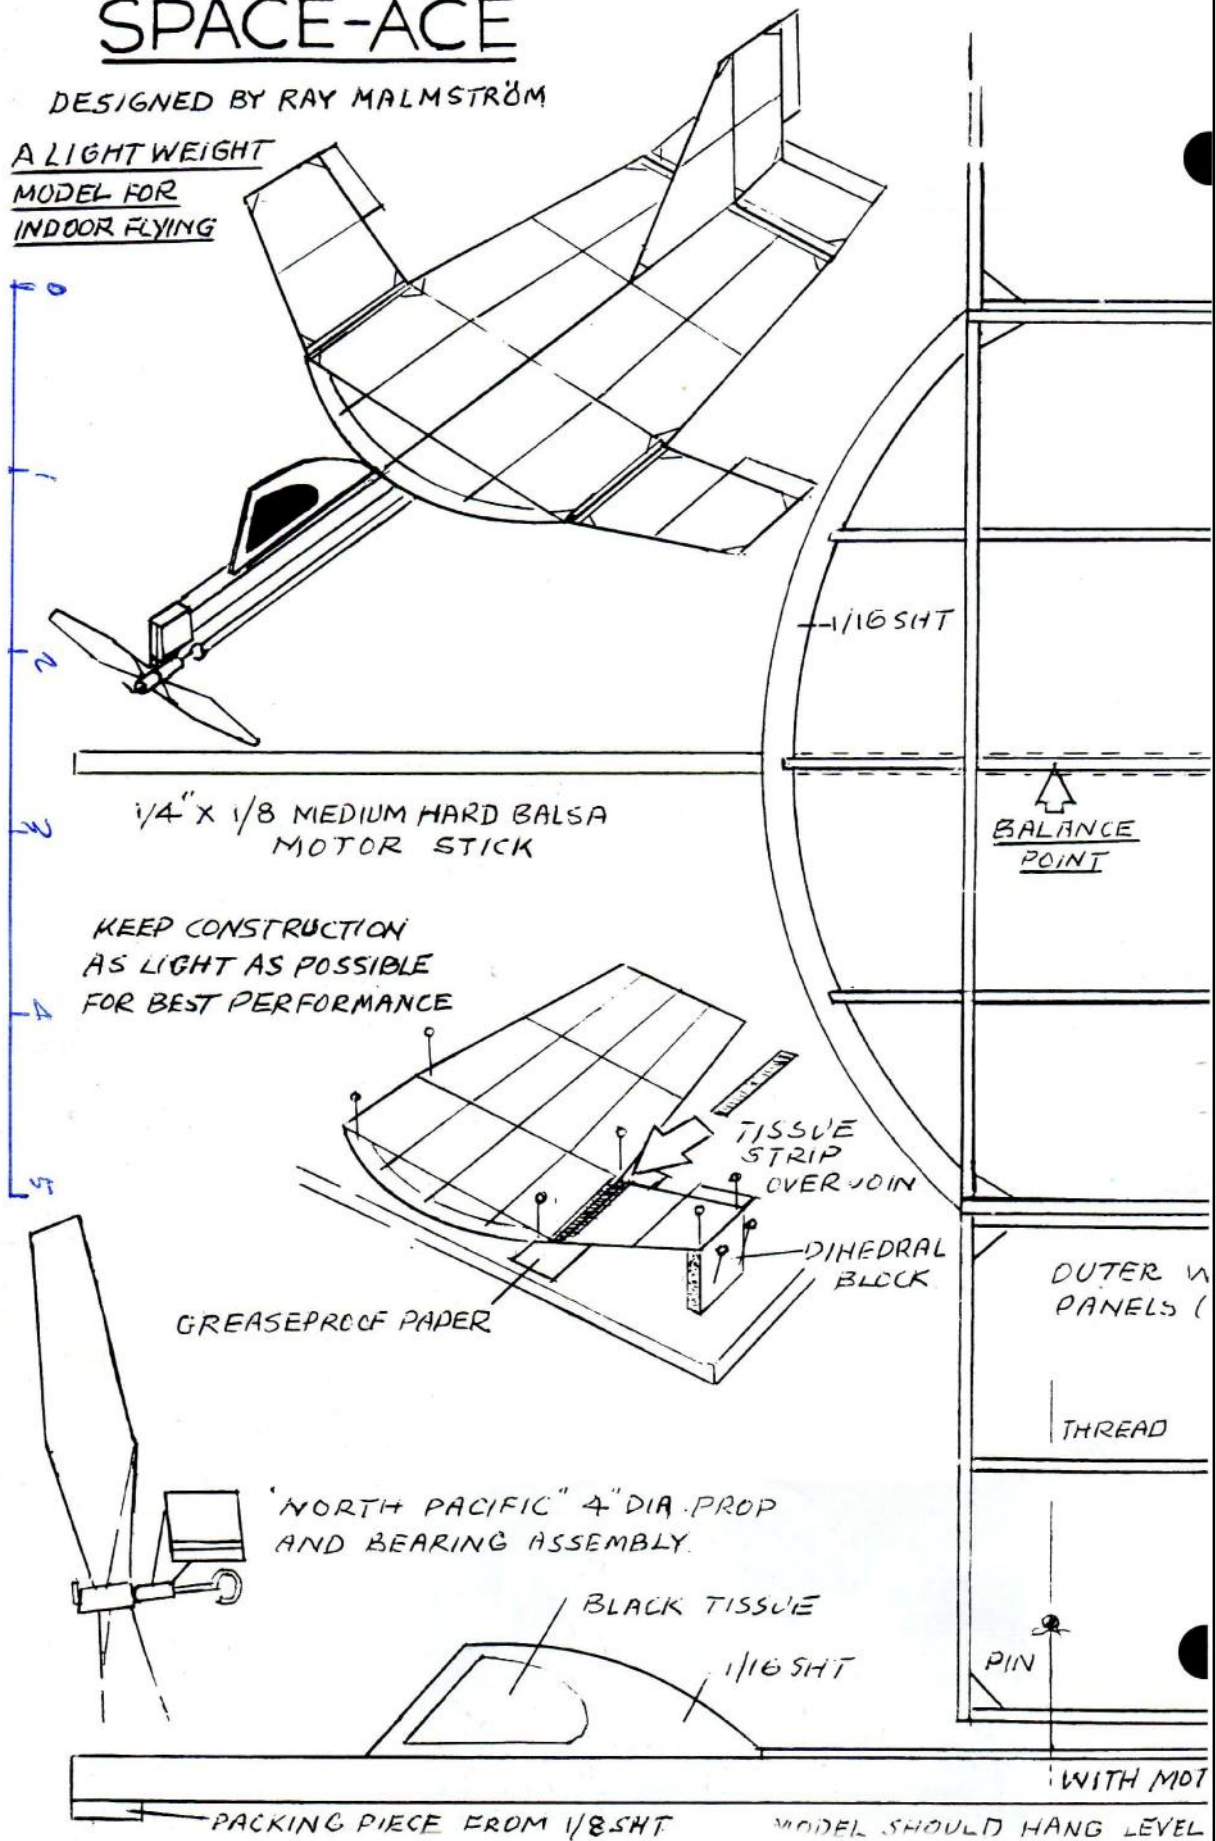 SPACE-ACE
DESIGNED BY RAY MALMSTRÖM
A LIGHT WEIGHT
MODEL FOR
INDOOR FLYING
0
1
2
3
4
5
1/16 SHT
1/4" X 1/8 MEDIUM HARD BALSA
MOTOR STICK
BALANCE
POINT
KEEP CONSTRUCTION
AS LIGHT AS POSSIBLE
FOR BEST PERFORMANCE
TISSUE
STRIP
OVER JOIN
DIHEDRAL
BLOCK
GREASEPROOF PAPER
OUTER
PANELS (
THREAD
"NORTH PACIFIC" 4" DIA. PROP
AND BEARING ASSEMBLY.
BLACK TISSUE
1/16 SHT
PIN
WITH MOT
PACKING PIECE FROM 1/8 SHT
MODEL SHOULD HANG LEVEL